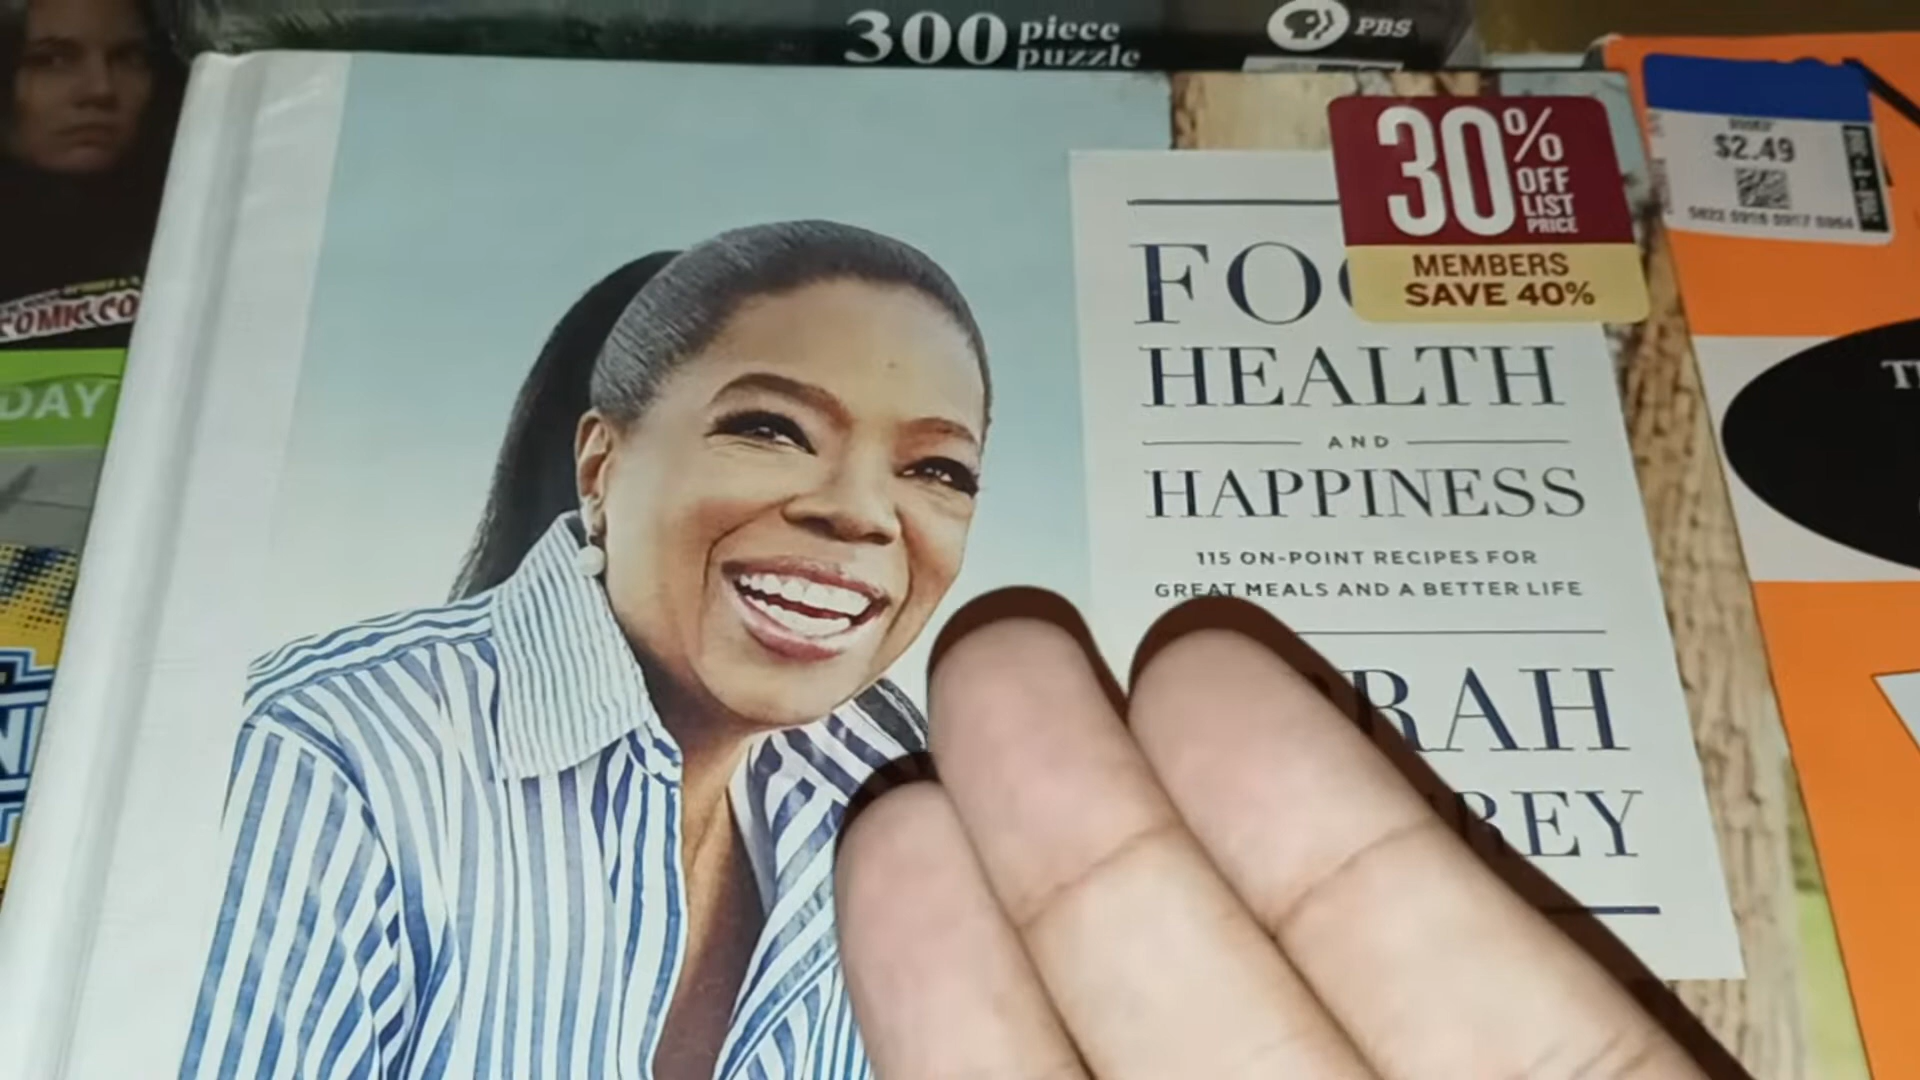 300 piece
puzzle
PBS
30% OFF
LIST
PRICE
MEMBERS
SAVE 40%
$2.49
FO
HEALTH
AND
HAPPINESS
115 ON-POINT RECIPES FOR
GREAT MEALS AND A BETTER LIFE
RAH
REY
COMIC CO
DAY